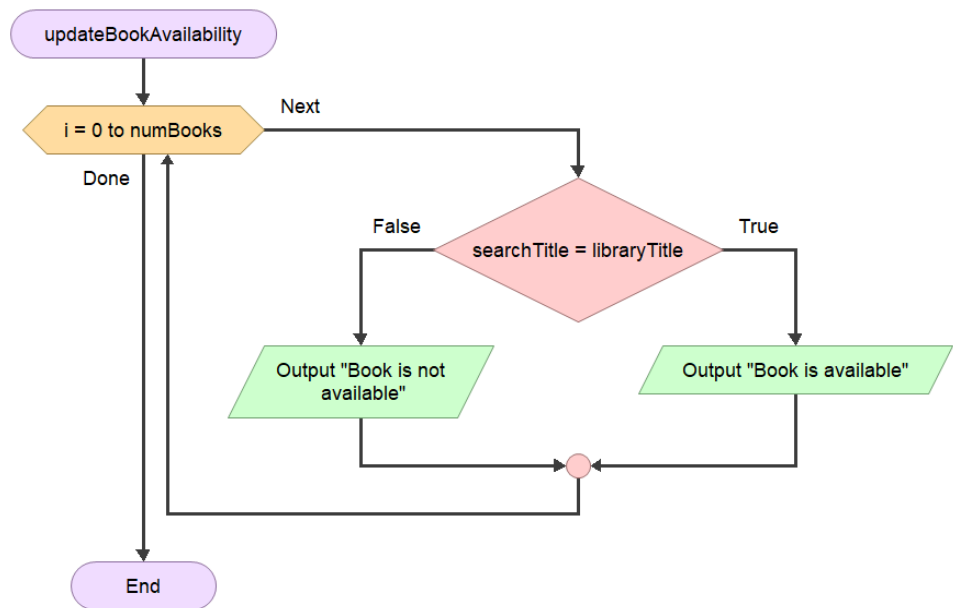 updateBookAvailability
i = 0 to numBooks
Next
Done
False
True
searchTitle = libraryTitle
Output "Book is not
available"
Output "Book is available"
End